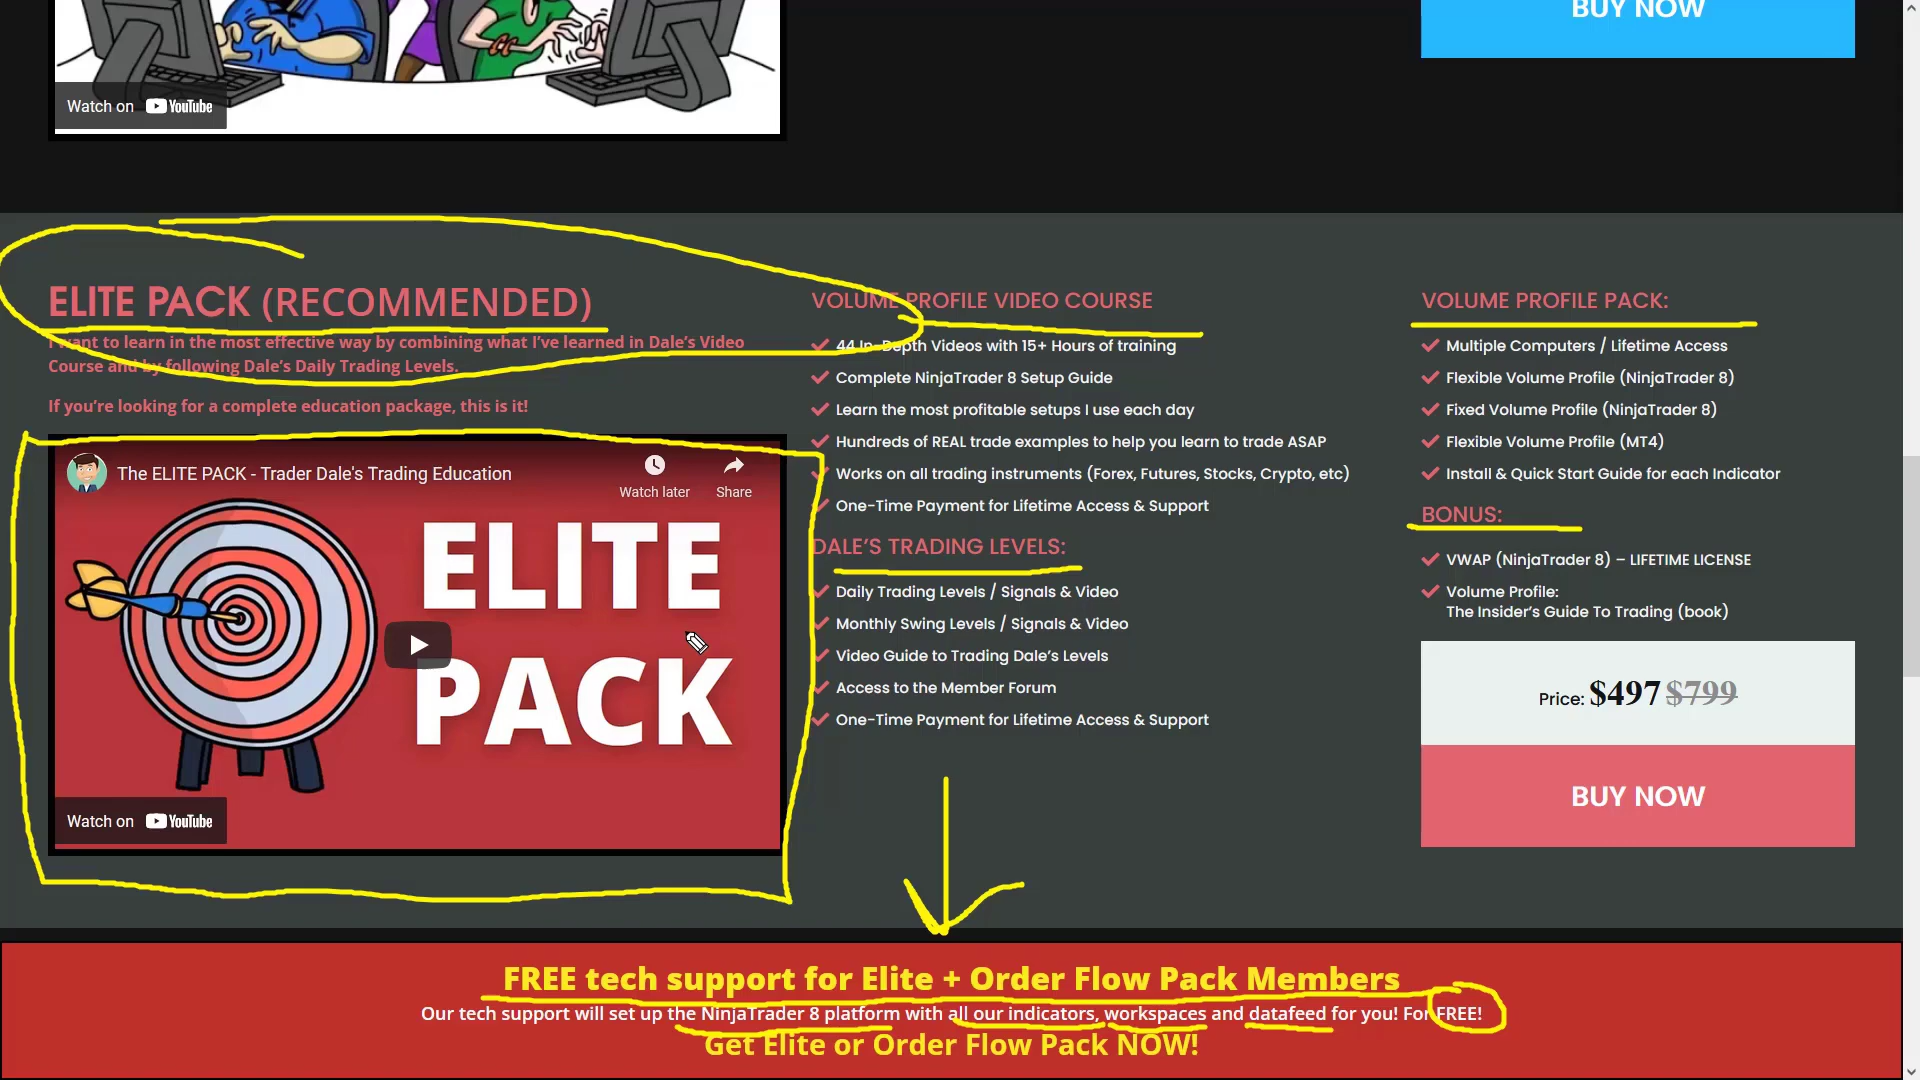 BUY NOW
Watch on YouTube
ELITE PACK (RECOMMENDED)
I want to learn in the most effective way by combining what I've learned in Dale's Video
Course and by following Dale's Daily Trading Levels.
If you're looking for a complete education package, this is it!
The ELITE PACK - Trader Dale's Trading Education
Watch later
Share
ELITE
PACK
Watch on YouTube
VOLUME PROFILE VIDEO COURSE
44 In-Depth Videos with 15+ Hours of training
Complete NinjaTrader 8 Setup Guide
Learn the most profitable setups I use each day
Hundreds of REAL trade examples to help you learn to trade ASAP
Works on all trading instruments (Forex, Futures, Stocks, Crypto, etc)
One-Time Payment for Lifetime Access & Support
DALE'S TRADING LEVELS:
Daily Trading Levels / Signals & Video
Monthly Swing Levels / Signals & Video
Video Guide to Trading Dale's Levels
Access to the Member Forum
One-Time Payment for Lifetime Access & Support
VOLUME PROFILE PACK:
Multiple Computers / Lifetime Access
Flexible Volume Profile (NinjaTrader 8)
Fixed Volume Profile (NinjaTrader 8)
Flexible Volume Profile (MT4)
Install & Quick Start Guide for each Indicator
BONUS:
VWAP (NinjaTrader 8) – LIFETIME LICENSE
Volume Profile:
The Insider's Guide To Trading (book)
Price: $497 $799
BUY NOW
FREE tech support for Elite + Order Flow Pack Members
Our tech support will set up the NinjaTrader 8 platform with all our indicators, workspaces and datafeed for you! For FREE!
Get Elite or Order Flow Pack NOW!